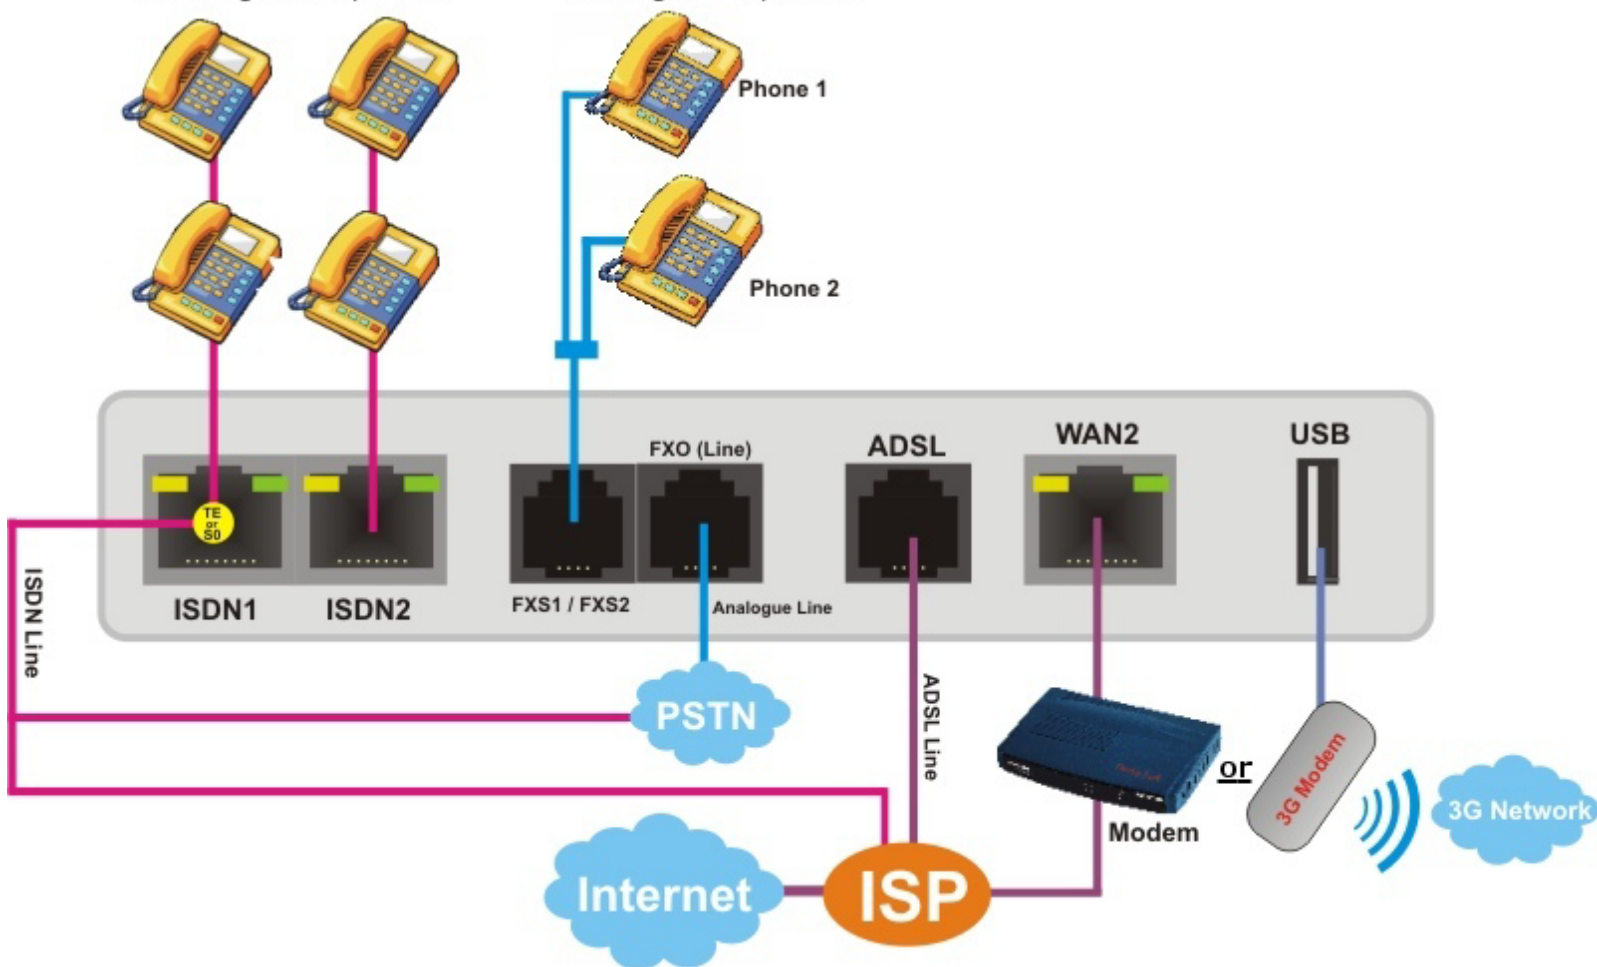 Phone 1
Phone 2
FXO (Line)
ADSL
WAN2
USB
TE
or
S0
ISDN1
ISDN2
FXS1 / FXS2
Analogue Line
ISDN Line
PSTN
ADSL Line
or
3G Modem
3G Network
Modem
Internet
ISP